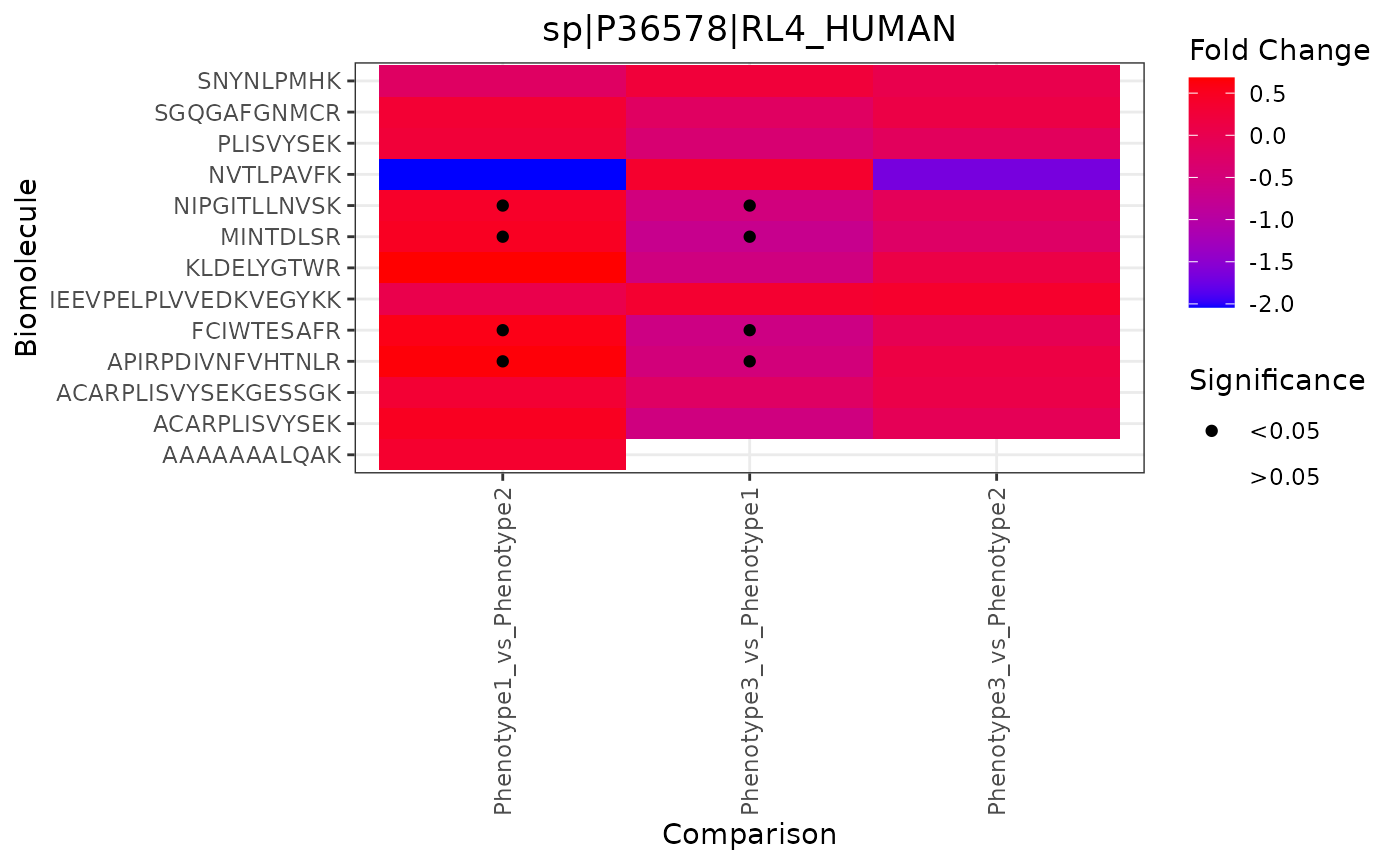 sp|P36578|RL4_HUMAN
Biomolecule
SNYNLPMHK
SGQGAFGNMCR
PLISVYSEK
NVTLPAVFK
NIPGITLLNVSK
MINTDLSR
KLDELYGTWR
IEEVPELPLVVEDKVEGYKK
FCIWTESAFR
APIRPDIVNFVHTNLR
ACARPLISVYSEKGESSGK
ACARPLISVYSEK
AAAAAAALQAK
Phenotype1_vs_Phenotype2
Phenotype3_vs_Phenotype1
Phenotype3_vs_Phenotype2
Comparison
Fold Change
0.5
0.0
-0.5
-1.0
-1.5
-2.0
Significance
<0.05
>0.05